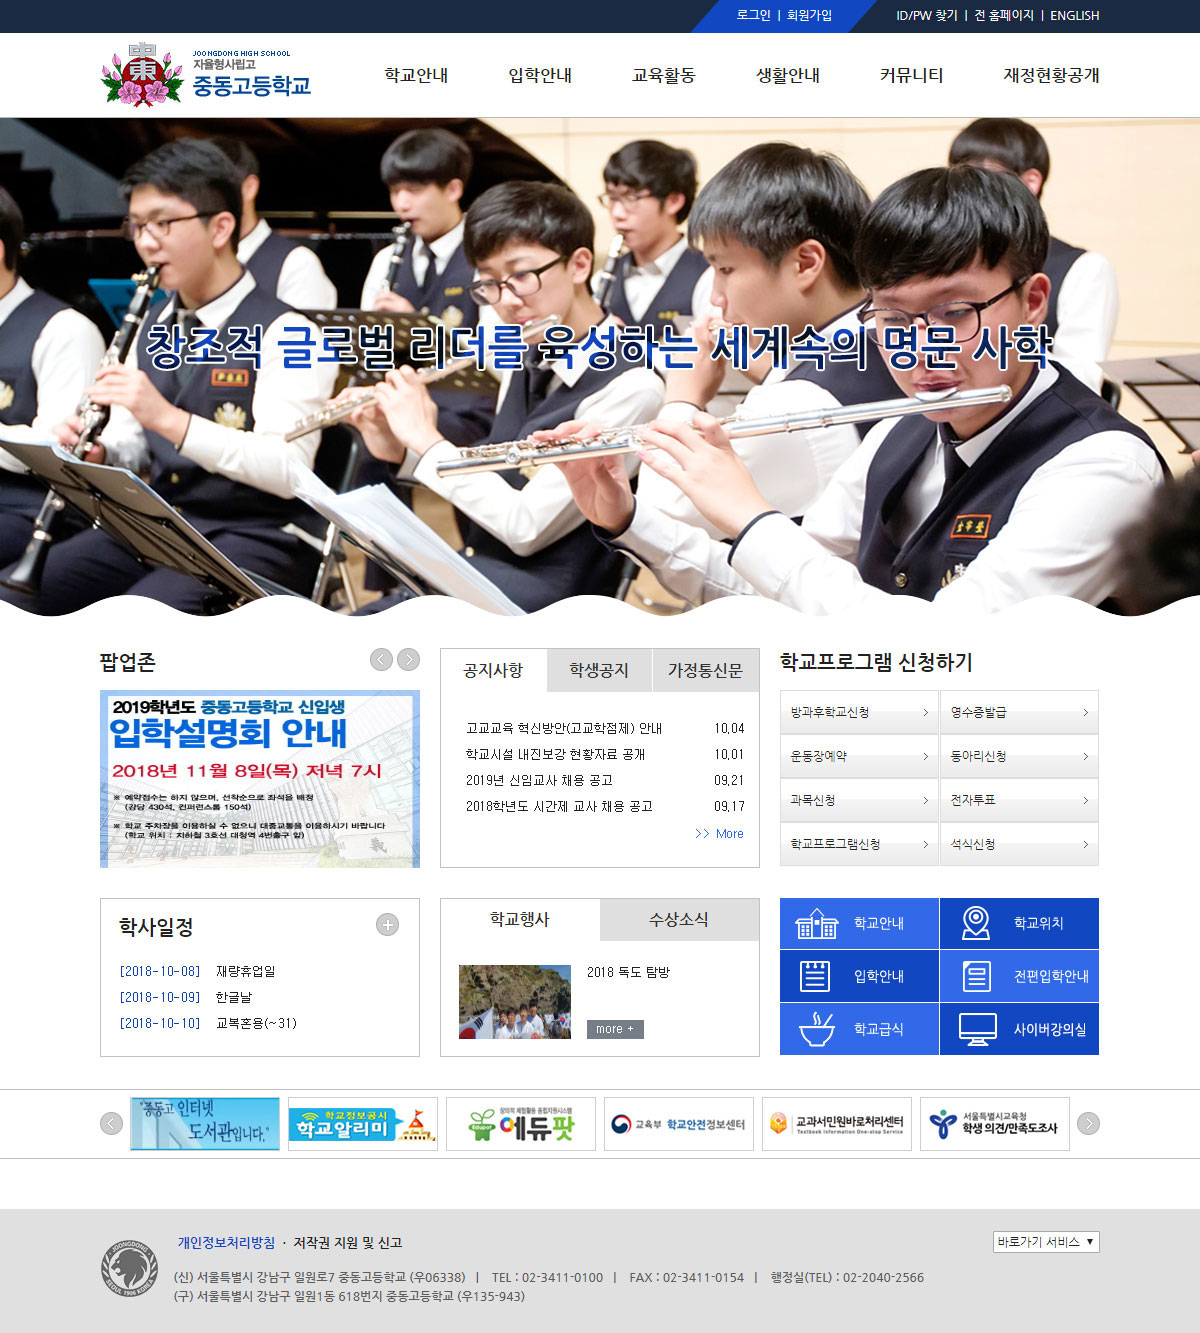 로그인 | 회원가입 ID/PW 찾기 | 전 홈페이지 | ENGLISH
JOONGDONG HIGH SCHOOL
자율형사립고
중동고등학교
학교안내 입학안내 교육활동 생활안내 커뮤니티 재정현황공개
창조적 글로벌 리더를 육성하는 세계속의 명문 사학
팝업존
2019학년도 중동고등학교 신입생
입학설명회 안내
2018년 11월 8일(목) 저녁 7시
※ 예약접수는 하지 않으며, 선착순으로 좌석을 배정
(강당 430석, 컨퍼런스룸 150석)
※ 학교 주차장을 이용하실 수 없으니 대중교통을 이용하시기 바랍니다
(학교 위치 : 지하철 3호선 대청역 4번출구 앞)
공지사항 학생공지 가정통신문
고교교육 혁신방안(고교학점제) 안내 10,04
학교시설 내진보강 현황자료 공개 10,01
2019년 신임교사 채용 공고 09,21
2018학년도 시간제 교사 채용 공고 09,17
>> More
학교프로그램 신청하기
방과후학교신청 영수증발급
운동장예약 동아리신청
과목신청 전자투표
학교프로그램신청 석식신청
학사일정
[2018-10-08] 재량휴업일
[2018-10-09] 한글날
[2018-10-10] 교복혼용(~31)
학교행사 수상소식
2018 독도 탐방
more +
학교안내 학교위치
입학안내 전편입학안내
학교급식 사이버강의실
"중동고 인터넷
도서관입니다."
학교정보공시
학교알리미
창의적 체험활동 종합지원시스템
Edupot
에듀팟
교육부 학교안전정보센터
교과서민원바로처리센터
Textbook Information One-stop Service
서울특별시교육청
학생 의견/만족도조사
개인정보처리방침 · 저작권 지원 및 신고
바로가기 서비스 ▼
JOONGDONG
SEOUL 1906 KOREA
(신) 서울특별시 강남구 일원로7 중동고등학교 (우06338) | TEL : 02-3411-0100 | FAX : 02-3411-0154 | 행정실(TEL) : 02-2040-2566
(구) 서울특별시 강남구 일원1동 618번지 중동고등학교 (우135-943)